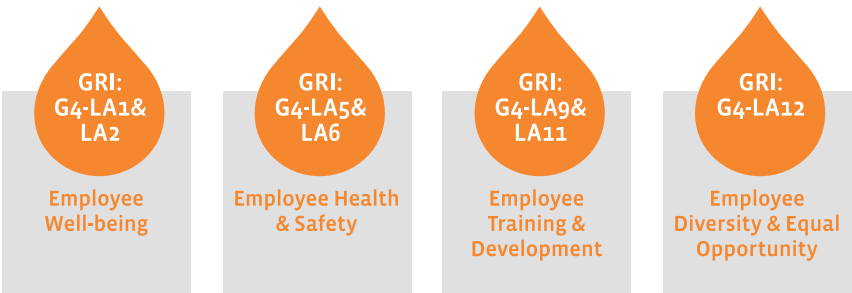 GRI:
G4-LA1&
LA2
Employee
Well-being
GRI:
G4-LA5&
LA6
Employee Health
& Safety
GRI:
G4-LA9&
LA11
Employee
Training &
Development
GRI:
G4-LA12
Employee
Diversity & Equal
Opportunity